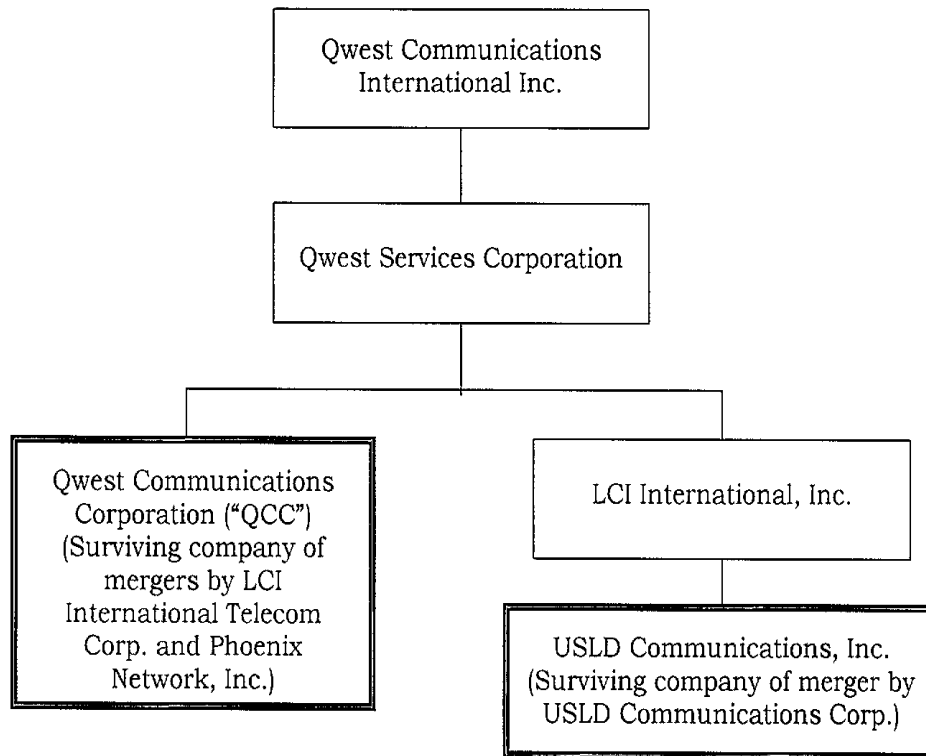 Qwest Communications
International Inc.
Qwest Services Corporation
Qwest Communications
Corporation (“QCC”)
(Surviving company of
mergers by LCI
International Telecom
Corp. and Phoenix
Network, Inc.)
LCI International, Inc.
USLD Communications, Inc.
(Surviving company of merger by
USLD Communications Corp.)